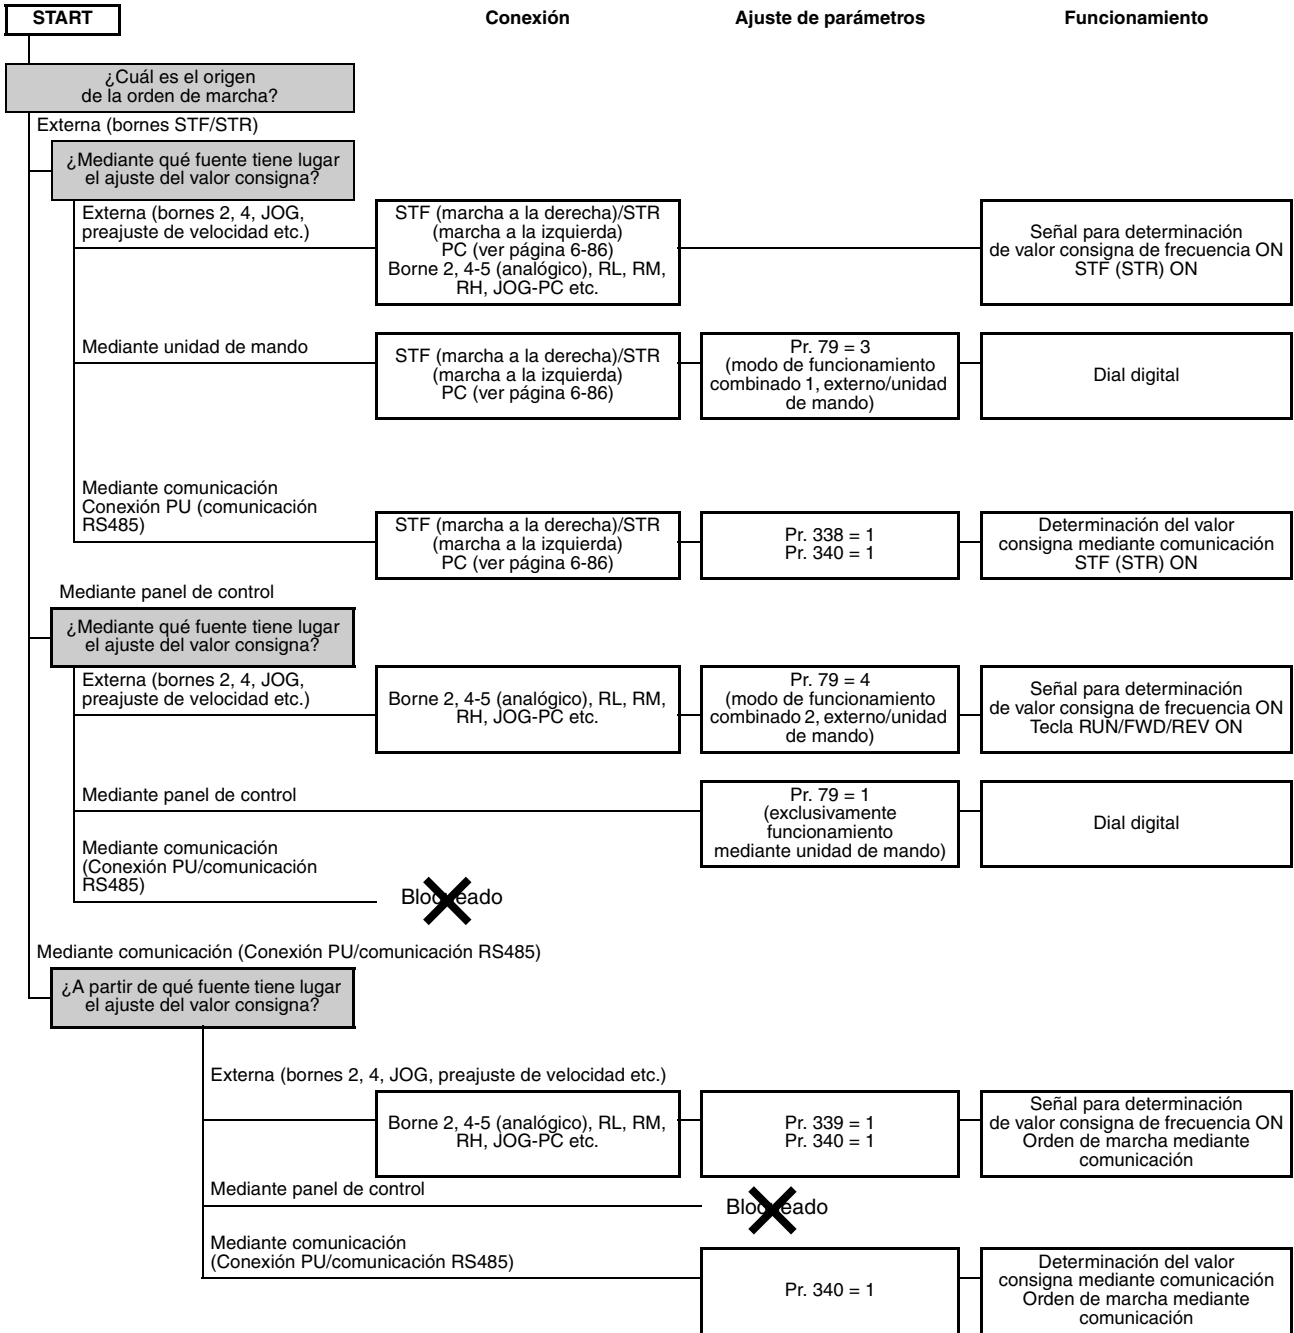 START
Conexión
Ajuste de parámetros
Funcionamiento
¿Cuál es el origen
de la orden de marcha?
Externa (bornes STF/STR)
¿Mediante qué fuente tiene lugar
el ajuste del valor consigna?
Externa (bornes 2, 4, JOG,
preajuste de velocidad etc.)
STF (marcha a la derecha)/STR
(marcha a la izquierda)
PC (ver página 6-86)
Borne 2, 4-5 (analógico), RL, RM,
RH, JOG-PC etc.
Señal para determinación
de valor consigna de frecuencia ON
STF (STR) ON
Mediante unidad de mando
STF (marcha a la derecha)/STR
(marcha a la izquierda)
PC (ver página 6-86)
Pr. 79 = 3
(modo de funcionamiento
combinado 1, externo/unidad
de mando)
Dial digital
Mediante comunicación
Conexión PU (comunicación
RS485)
STF (marcha a la derecha)/STR
(marcha a la izquierda)
PC (ver página 6-86)
Pr. 338 = 1
Pr. 340 = 1
Determinación del valor
consigna mediante comunicación
STF (STR) ON
Mediante panel de control
¿Mediante qué fuente tiene lugar
el ajuste del valor consigna?
Externa (bornes 2, 4, JOG,
preajuste de velocidad etc.)
Borne 2, 4-5 (analógico), RL, RM,
RH, JOG-PC etc.
Pr. 79 = 4
(modo de funcionamiento
combinado 2, externo/unidad
de mando)
Señal para determinación
de valor consigna de frecuencia ON
Tecla RUN/FWD/REV ON
Mediante panel de control
Pr. 79 = 1
(exclusivamente
funcionamiento
mediante unidad de mando)
Dial digital
Mediante comunicación
(Conexión PU/comunicación
RS485)
Bloqueado
Mediante comunicación (Conexión PU/comunicación RS485)
¿A partir de qué fuente tiene lugar
el ajuste del valor consigna?
Externa (bornes 2, 4, JOG, preajuste de velocidad etc.)
Borne 2, 4-5 (analógico), RL, RM,
RH, JOG-PC etc.
Pr. 339 = 1
Pr. 340 = 1
Señal para determinación
de valor consigna de frecuencia ON
Orden de marcha mediante
comunicación
Mediante panel de control
Bloqueado
Mediante comunicación
(Conexión PU/comunicación RS485)
Pr. 340 = 1
Determinación del valor
consigna mediante comunicación
Orden de marcha mediante
comunicación